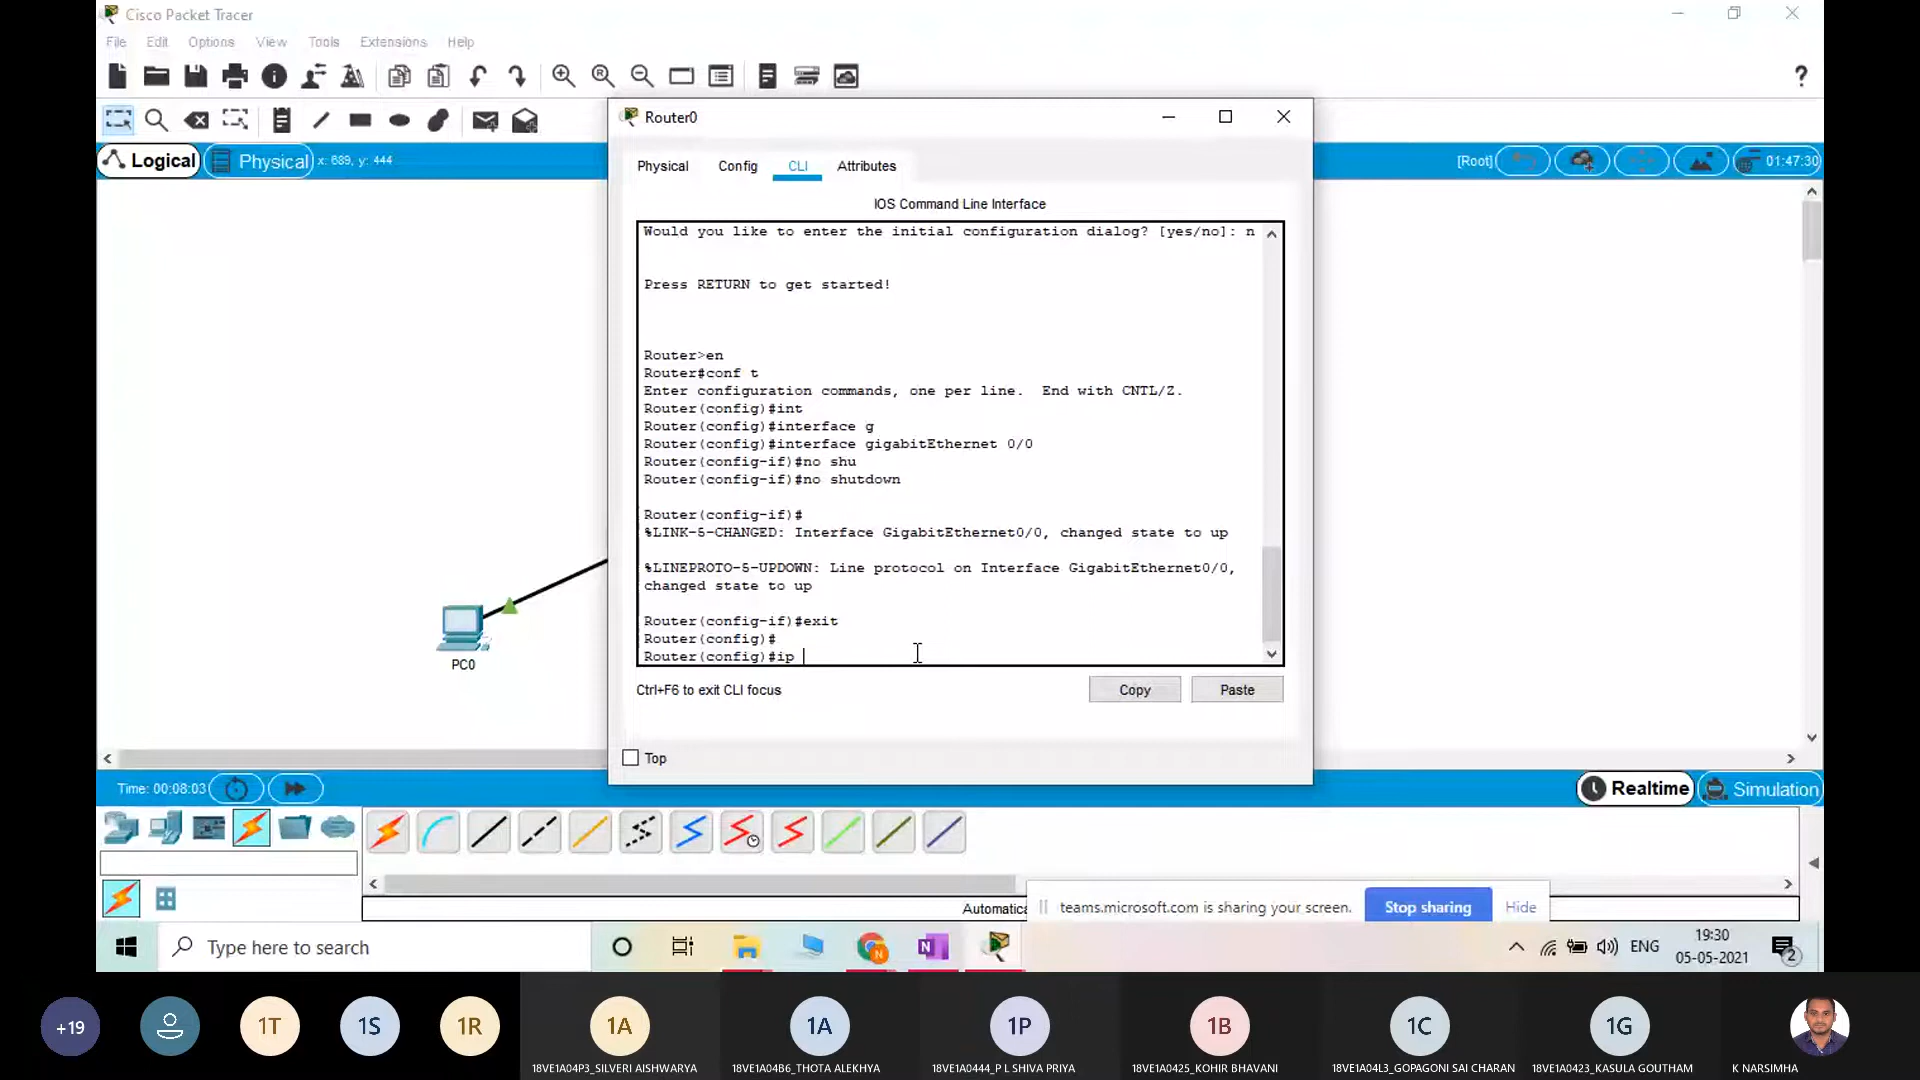 Cisco Packet Tracer
File Edit Options View Tools Extensions Help
?
Logical
Physical
x: 689, y: 444
[Root]
01:47:30
Router0
Physical Config CLI Attributes
IOS Command Line Interface
Would you like to enter the initial configuration dialog? [yes/no]: n
Press RETURN to get started!
Router>en
Router#conf t
Enter configuration commands, one per line.  End with CNTL/Z.
Router(config)#int
Router(config)#interface g
Router(config)#interface gigabitEthernet 0/0
Router(config-if)#no shu
Router(config-if)#no shutdown
Router(config-if)#
%LINK-5-CHANGED: Interface GigabitEthernet0/0, changed state to up
%LINEPROTO-5-UPDOWN: Line protocol on Interface GigabitEthernet0/0,
changed state to up
Router(config-if)#exit
Router(config)#
Router(config)#ip
PC0
Ctrl+F6 to exit CLI focus
Copy
Paste
Top
Time: 00:08:03
Realtime
Simulation
Automatica
teams.microsoft.com is sharing your screen.
Stop sharing
Hide
Type here to search
ENG
19:30
05-05-2021
2
+19
1T
1S
1R
1A
1A
1P
1B
1C
1G
18VE1A04P3_SILVERI AISHWARYA
18VE1A04B6_THOTA ALEKHYA
18VE1A0444_P L SHIVA PRIYA
18VE1A0425_KOHIR BHAVANI
18VE1A04L3_GOPAGONI SAI CHARAN
18VE1A0423_KASULA GOUTHAM
K NARSIMHA